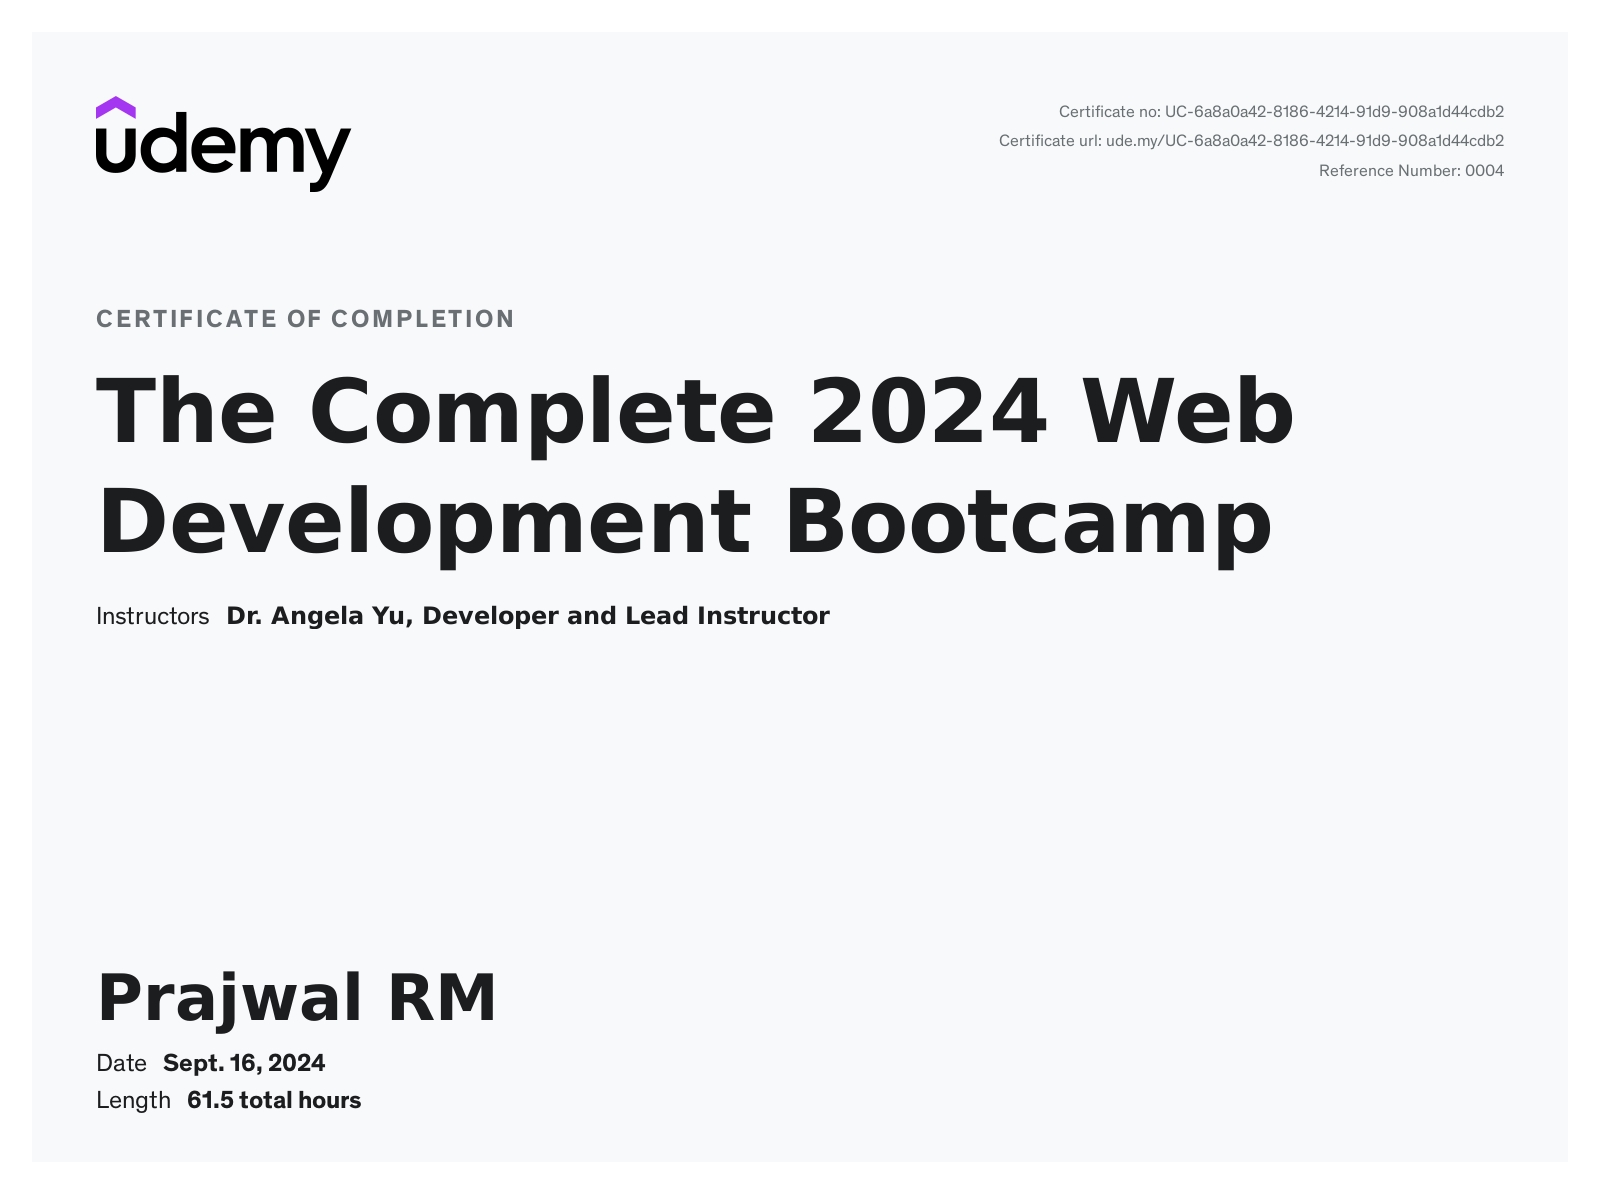 udemy
Certificate no: UC-6a8a0a42-8186-4214-91d9-908a1d44cdb2
Certificate url: ude.my/UC-6a8a0a42-8186-4214-91d9-908a1d44cdb2
Reference Number: 0004
CERTIFICATE OF COMPLETION
The Complete 2024 Web
Development Bootcamp
Instructors Dr. Angela Yu, Developer and Lead Instructor
Prajwal RM
Date Sept. 16, 2024
Length 61.5 total hours